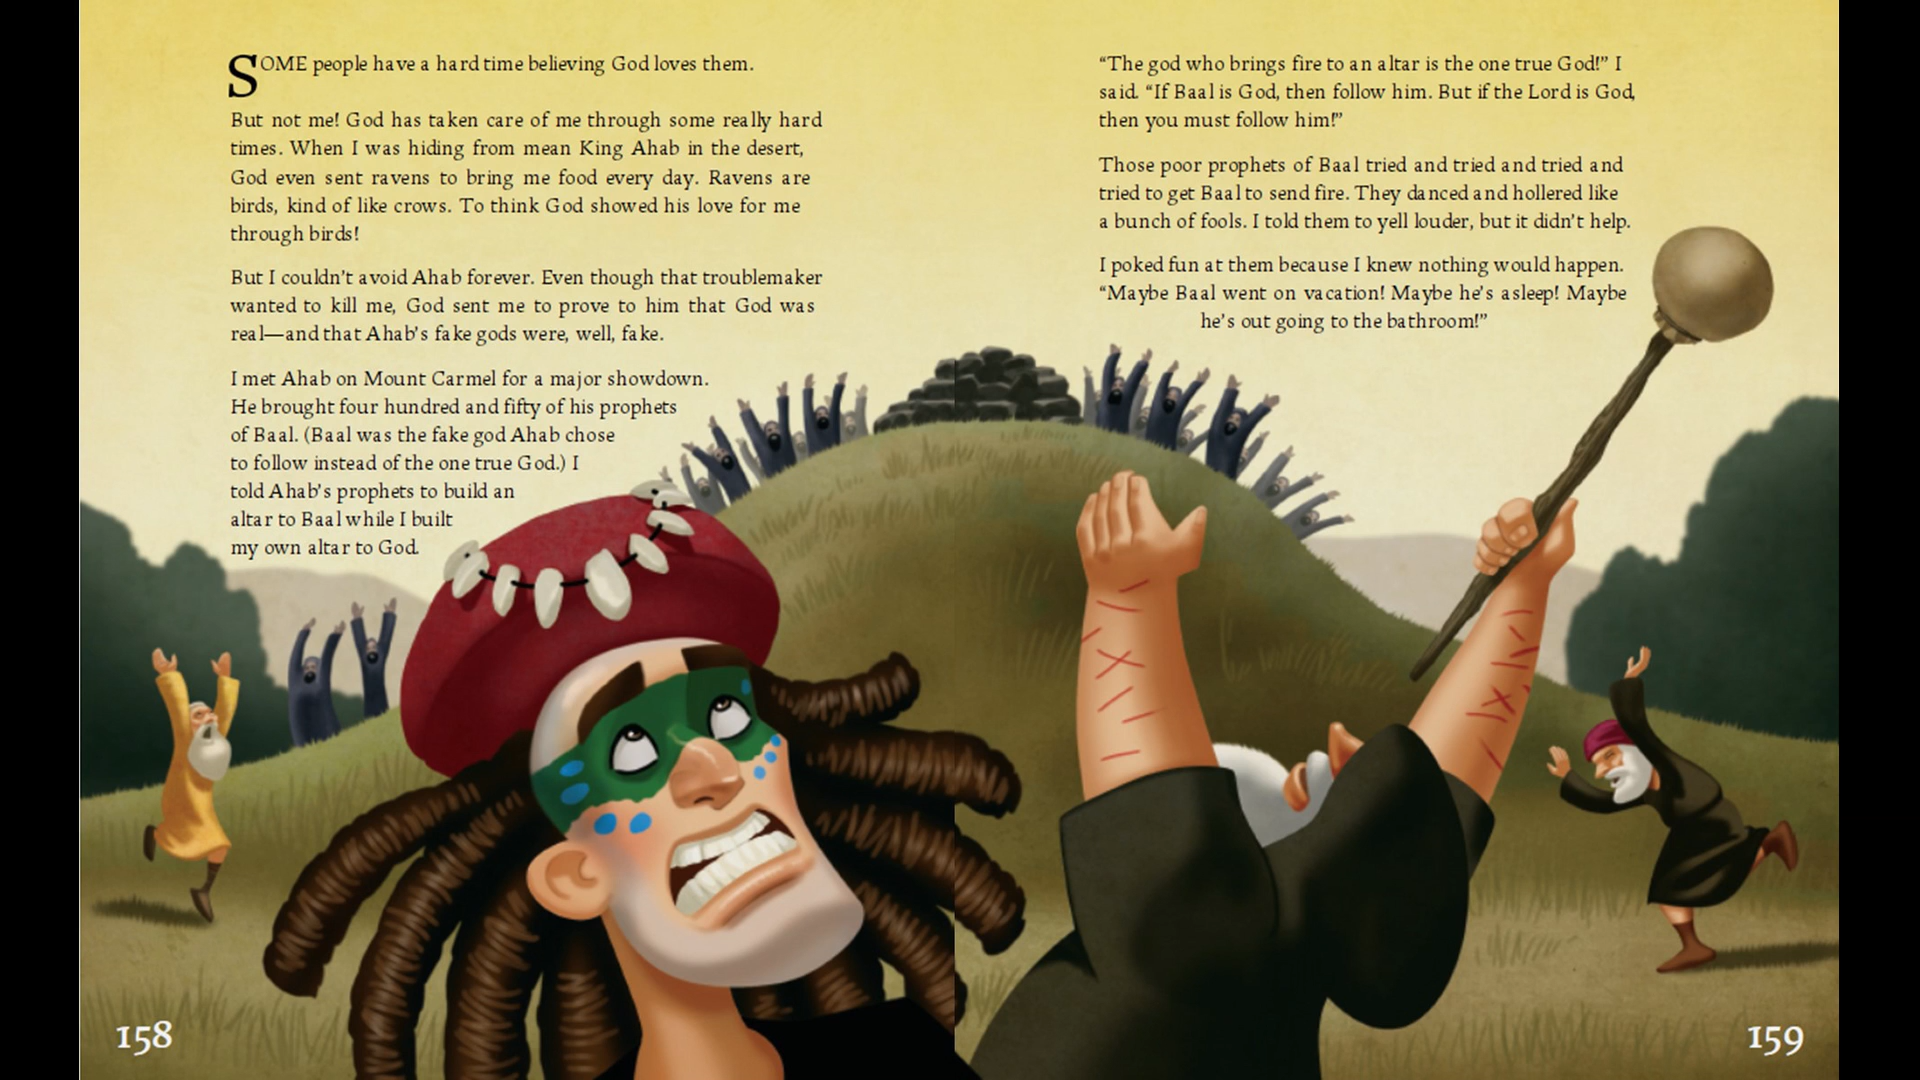 SOME people have a hard time believing God loves them.
But not me! God has taken care of me through some really hard
times. When I was hiding from mean King Ahab in the desert,
God even sent ravens to bring me food every day. Ravens are
birds, kind of like crows. To think God showed his love for me
through birds!
But I couldn’t avoid Ahab forever. Even though that troublemaker
wanted to kill me, God sent me to prove to him that God was
real—and that Ahab’s fake gods were, well, fake.
I met Ahab on Mount Carmel for a major showdown.
He brought four hundred and fifty of his prophets
of Baal. (Baal was the fake god Ahab chose
to follow instead of the one true God.) I
told Ahab’s prophets to build an
altar to Baal while I built
my own altar to God.
158
“The god who brings fire to an altar is the one true God!” I
said. “If Baal is God, then follow him. But if the Lord is God,
then you must follow him!”
Those poor prophets of Baal tried and tried and tried and
tried to get Baal to send fire. They danced and hollered like
a bunch of fools. I told them to yell louder, but it didn’t help.
I poked fun at them because I knew nothing would happen.
“Maybe Baal went on vacation! Maybe he’s asleep! Maybe
he’s out going to the bathroom!”
159